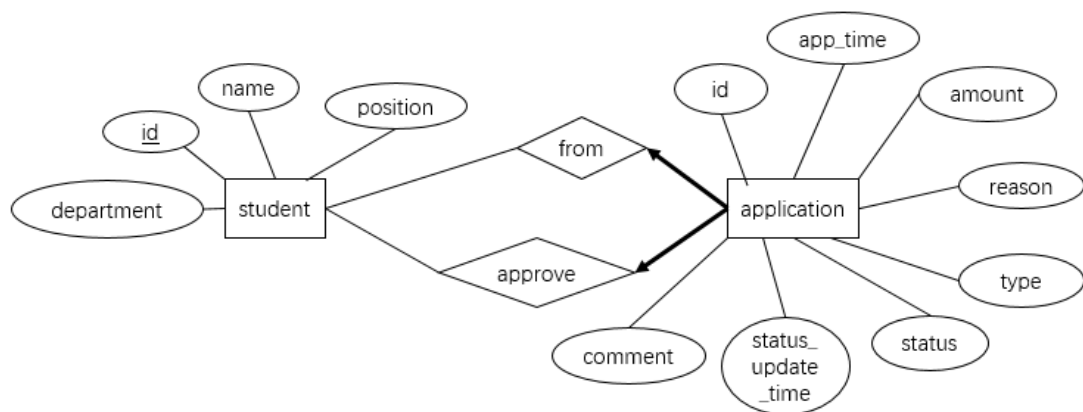 app_time
name
id
amount
position
id
from
reason
department
student
application
approve
type
comment
status_
update
_time
status